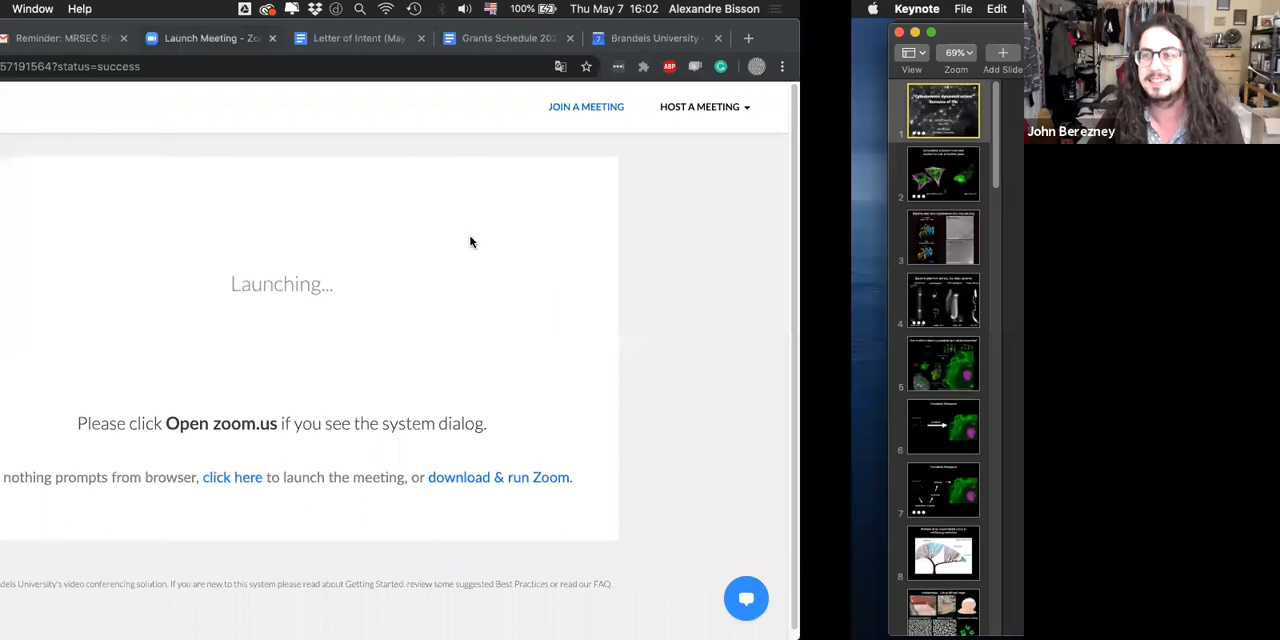 Window Help
100% Thu May 7 16:02 Alexandre Bisson
Keynote File Edit
Reminder: MRSEC Se
Launch Meeting - Zoo
Letter of Intent (May
Grants Schedule 202
Brandeis University -
57191564?status=success
ABP
69%
View Zoom Add Slide
JOIN A MEETING HOST A MEETING
John Berezney
1
2
3
4
5
6
7
8
Launching...
Please click Open zoom.us if you see the system dialog.
nothing prompts from browser, click here to launch the meeting, or download & run Zoom.
deis University's video conferencing solution. If you are new to this system please read about Getting Started, review some suggested Best Practices or read our FAQ.